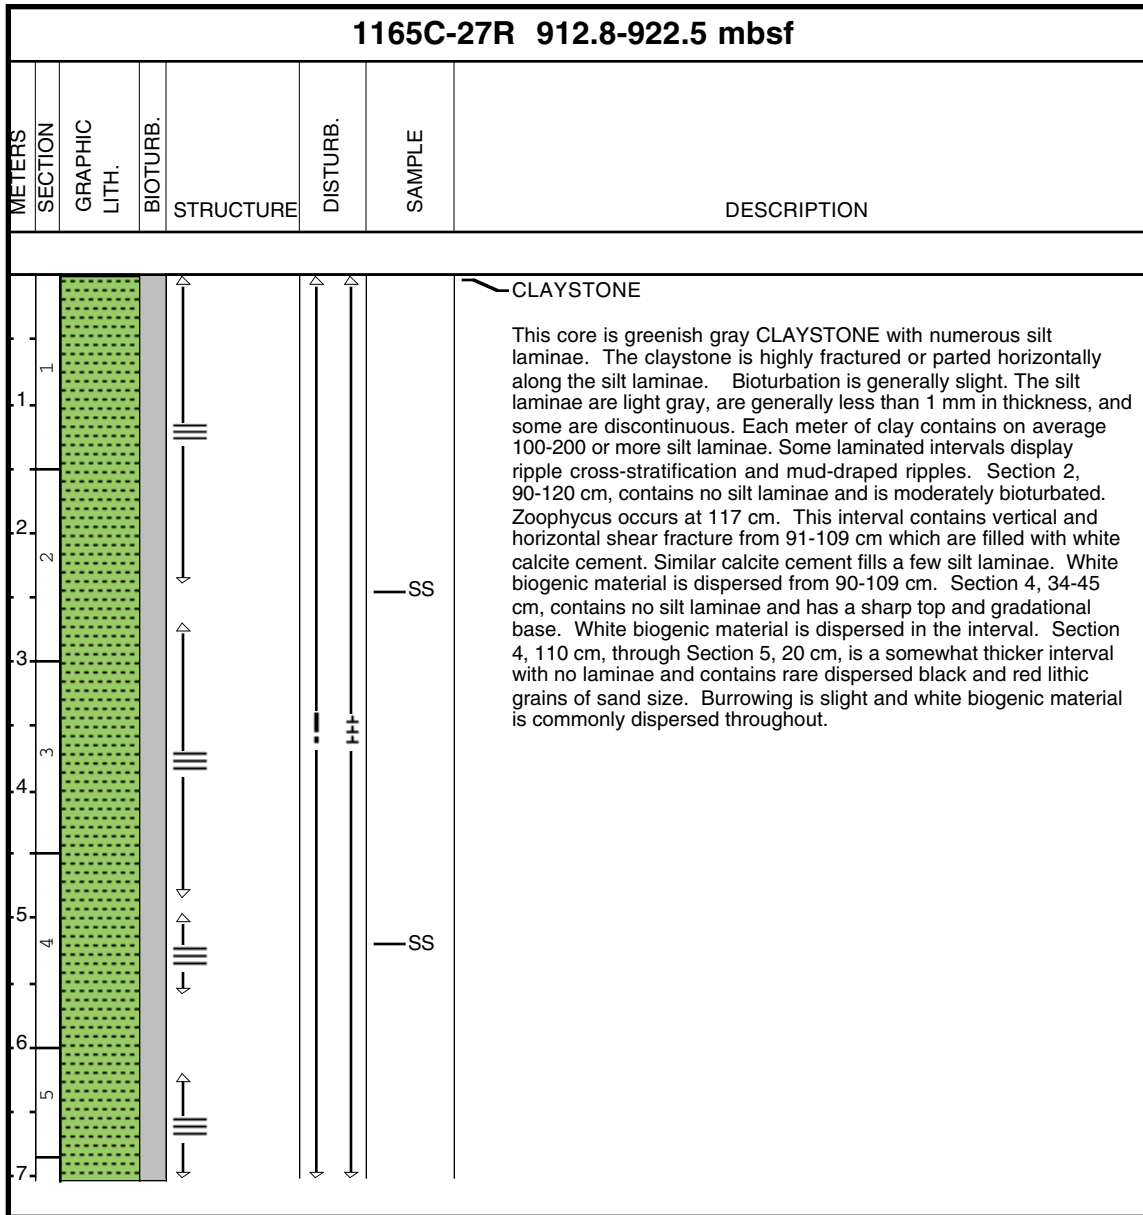 1165C-27R 912.8-922.5 mbsf
METERS
SECTION
GRAPHIC
LITH.
BIOTURB.
STRUCTURE
DISTURB.
SAMPLE
DESCRIPTION
CLAYSTONE
This core is greenish gray CLAYSTONE with numerous silt
laminae. The claystone is highly fractured or parted horizontally
along the silt laminae. Bioturbation is generally slight. The silt
laminae are light gray, are generally less than 1 mm in thickness, and
some are discontinuous. Each meter of clay contains on average
100-200 or more silt laminae. Some laminated intervals display
ripple cross-stratification and mud-draped ripples. Section 2,
90-120 cm, contains no silt laminae and is moderately bioturbated.
Zoophycus occurs at 117 cm. This interval contains vertical and
horizontal shear fracture from 91-109 cm which are filled with white
calcite cement. Similar calcite cement fills a few silt laminae. White
biogenic material is dispersed from 90-109 cm. Section 4, 34-45
cm, contains no silt laminae and has a sharp top and gradational
base. White biogenic material is dispersed in the interval. Section
4, 110 cm, through Section 5, 20 cm, is a somewhat thicker interval
with no laminae and contains rare dispersed black and red lithic
grains of sand size. Burrowing is slight and white biogenic material
is commonly dispersed throughout.
1
2
3
4
5
6
7
1
2
3
4
5
SS
SS